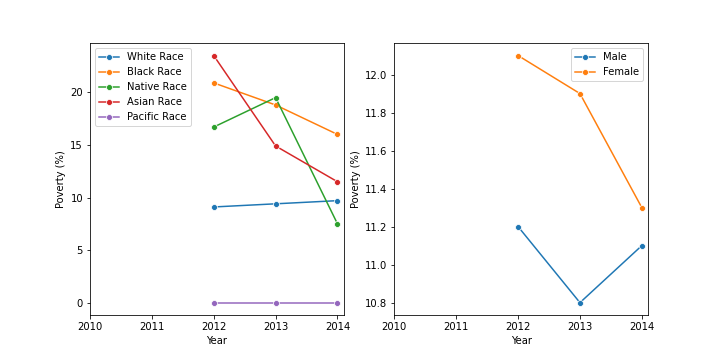 White Race
Black Race
Native Race
Asian Race
Pacific Race
Poverty (%)
20
15
10
5
0
2010 2011 2012 2013 2014
Year
Male
Female
Poverty (%)
12.0
11.8
11.6
11.4
11.2
11.0
10.8
2010 2011 2012 2013 2014
Year